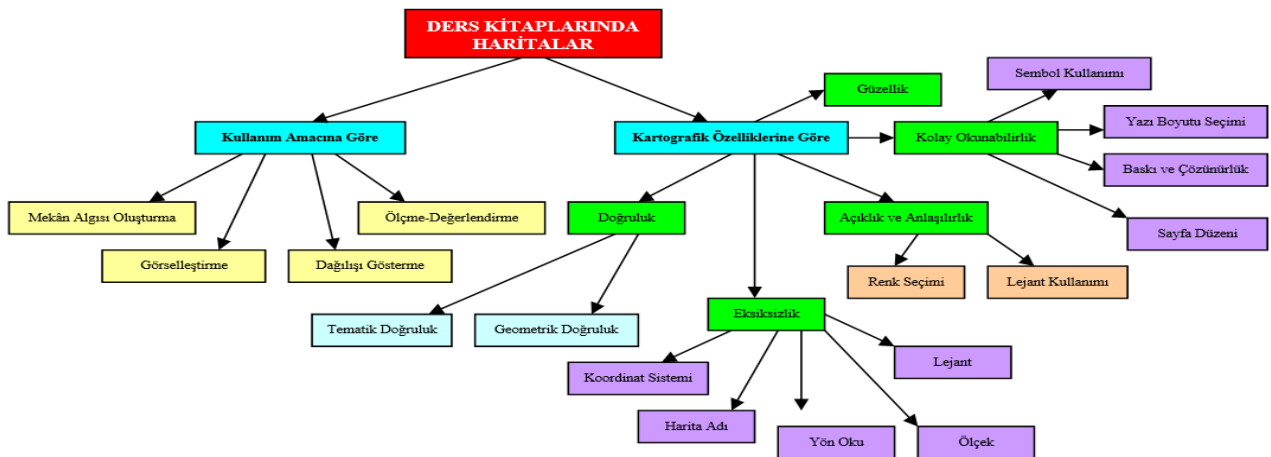 DERS KİTAPLARINDA
HARİTALAR
Kullanım Amacına Göre
Mekân Algısı Oluşturma
Görselleştirme
Dağılışı Gösterme
Ölçme-Değerlendirme
Kartografik Özelliklerine Göre
Güzellik
Kolay Okunabilirlik
Sembol Kullanımı
Yazı Boyutu Seçimi
Baskı ve Çözünürlük
Sayfa Düzeni
Doğruluk
Tematik Doğruluk
Geometrik Doğruluk
Açıklık ve Anlaşılırlık
Renk Seçimi
Lejant Kullanımı
Eksiksizlik
Koordinat Sistemi
Harita Adı
Yön Oku
Ölçek
Lejant